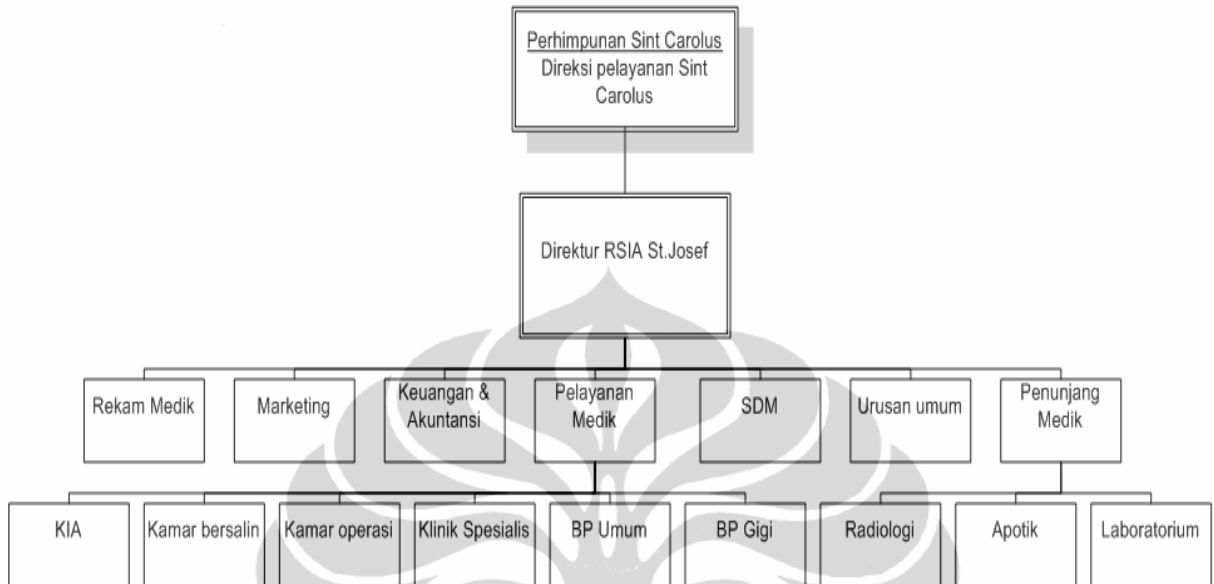 Perhimpunan Sint Carolus
Direksi pelayanan Sint
Carolus
Direktur RSIA St.Josef
Rekam Medik
Marketing
Keuangan &
Akuntansi
Pelayanan
Medik
SDM
Urusan umum
Penunjang
Medik
KIA
Kamar bersalin
Kamar operasi
Klinik Spesialis
BP Umum
BP Gigi
Radiologi
Apotik
Laboratorium